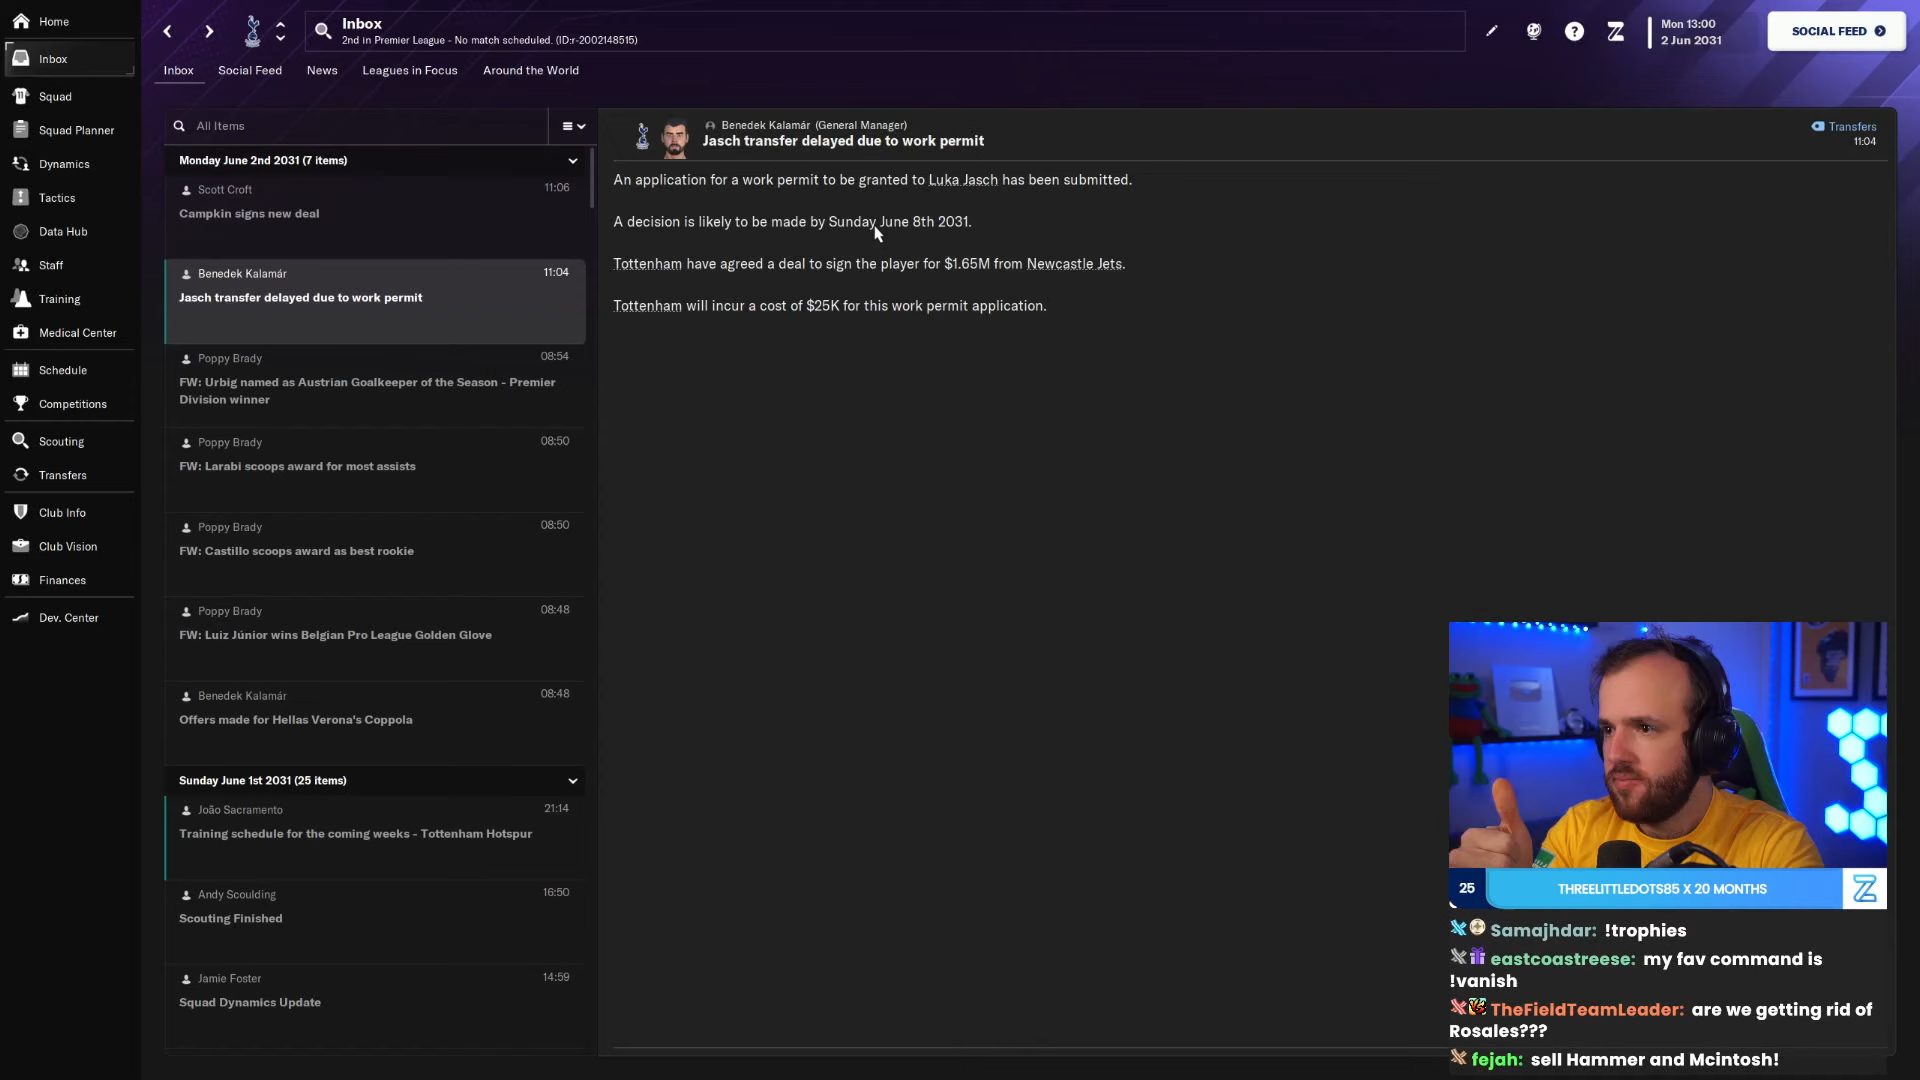 Home
Inbox
Squad
Squad Planner
Dynamics
Tactics
Data Hub
Staff
Training
Medical Center
Schedule
Competitions
Scouting
Transfers
Club Info
Club Vision
Finances
Dev. Center
Inbox
2nd in Premier League - No match scheduled. (ID:r-2002148515)
Mon 13:00
2 Jun 2031
SOCIAL FEED
Inbox
Social Feed
News
Leagues in Focus
Around the World
All Items
Monday June 2nd 2031 (7 items)
Scott Croft
11:06
Campkin signs new deal
Benedek Kalamár
11:04
Jasch transfer delayed due to work permit
Poppy Brady
08:54
FW: Urbig named as Austrian Goalkeeper of the Season - Premier
Division winner
Poppy Brady
08:50
FW: Larabi scoops award for most assists
Poppy Brady
08:50
FW: Castillo scoops award as best rookie
Poppy Brady
08:48
FW: Luiz Júnior wins Belgian Pro League Golden Glove
Benedek Kalamár
08:48
Offers made for Hellas Verona's Coppola
Sunday June 1st 2031 (25 items)
João Sacramento
21:14
Training schedule for the coming weeks - Tottenham Hotspur
Andy Scoulding
16:50
Scouting Finished
Jamie Foster
14:59
Squad Dynamics Update
Benedek Kalamár (General Manager)
Jasch transfer delayed due to work permit
Transfers
11:04
An application for a work permit to be granted to Luka Jasch has been submitted.
A decision is likely to be made by Sunday June 8th 2031.
Tottenham have agreed a deal to sign the player for $1.65M from Newcastle Jets.
Tottenham will incur a cost of $25K for this work permit application.
25
THREELITTLEDOTS85 X 20 MONTHS
Samajhdar: !trophies
eastcoastreese: my fav command is
!vanish
TheFieldTeamLeader: are we getting rid of
Rosales???
fejah: sell Hammer and Mcintosh!